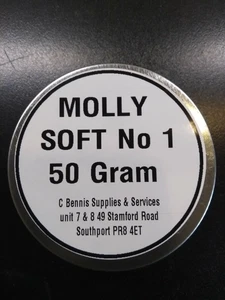 MOLLY
SOFT No 1
50 Gram
C Bennis Supplies & Services
unit 7 & 8 49 Stamford Road
Southport PR8 4ET